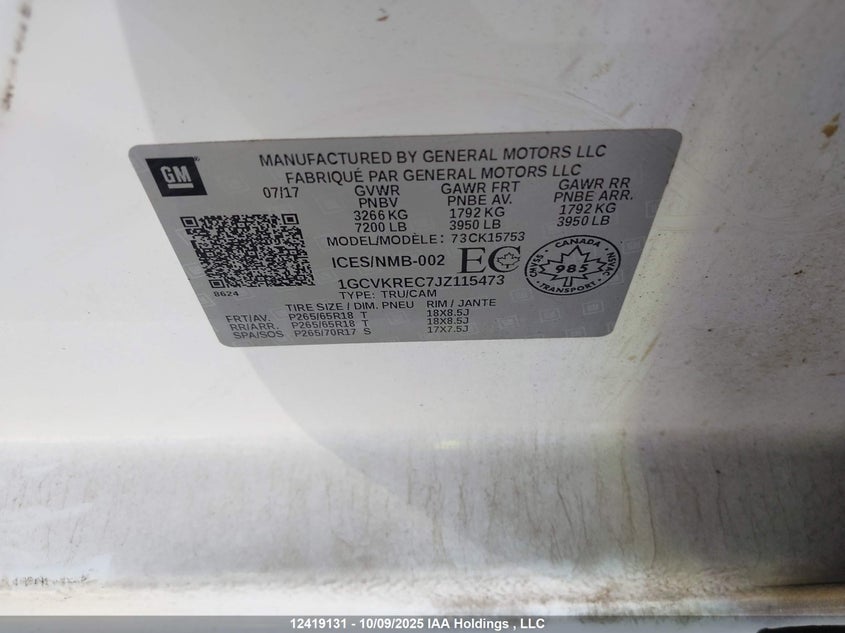 GM
MANUFACTURED BY GENERAL MOTORS LLC
FABRIQUÉ PAR GENERAL MOTORS LLC
07/17 GVWR GAWR FRT GAWR RR
PNBV PNBE AV. PNBE ARR.
3266 KG 1792 KG 1792 KG
7200 LB 3950 LB 3950 LB
MODEL/MODÈLE: 73CK15753
ICES/NMB-002 EC
CANADA
CMVSS 985 NSVAC
TRANSPORT
8624
1GCVKREC7JZ115473
TYPE: TRU/CAM
TIRE SIZE / DIM. PNEU RIM / JANTE
FRT/AV. P265/65R18 T 18X8.5J
RR/ARR. P265/65R18 T 18X8.5J
SPA/SOS P265/70R17 S 17X7.5J
12419131 - 10/09/2025 IAA Holdings , LLC